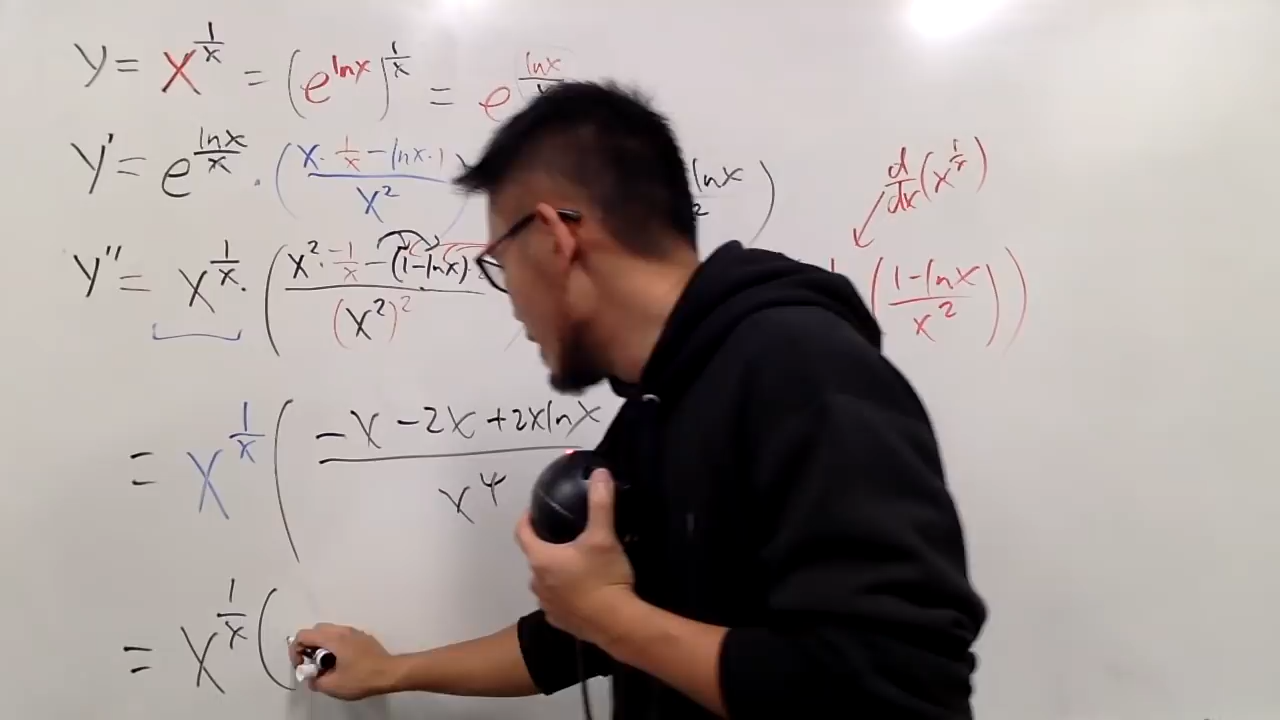 y = x^(1/x) = (e^(ln x))^(1/x) = e^(ln x/
y' = e^(ln x/x) · (x · 1/x − ln x · 1)/x² ln x )
d/dx (x^(1/x))
y'' = x^(1/x) · ((x² · −1/x − (1 − ln x) · /(x²)² ((1 − ln x)/x²))
= x^(1/x) ((−x − 2x + 2x ln x)/x⁴
= x^(1/x) (